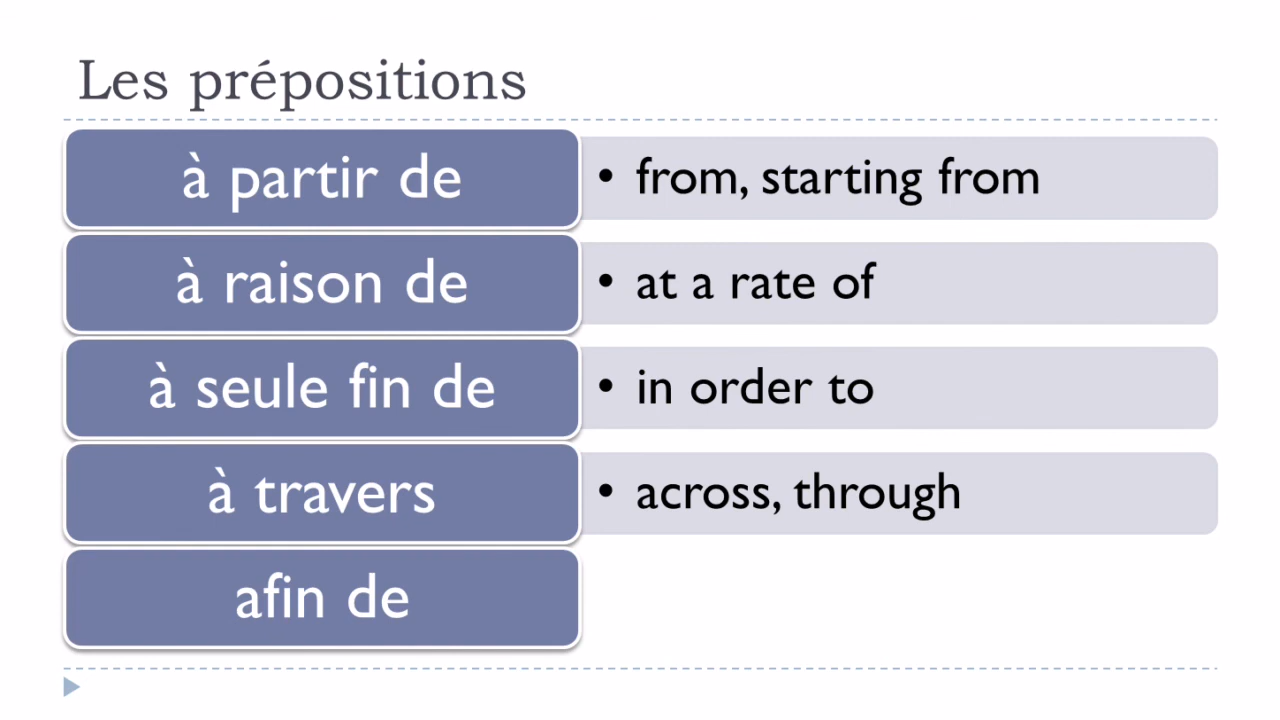 Les prépositions
à partir de
• from, starting from
à raison de
• at a rate of
à seule fin de
• in order to
à travers
• across, through
afin de